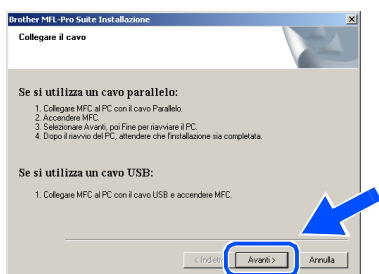 Brother MFL-Pro Suite Installazione
Collegare il cavo
Se si utilizza un cavo parallelo:
1. Collegare MFC al PC con il cavo Parallelo.
2. Accendere MFC.
3. Selezionare Avanti, poi Fine per riavviare il PC.
4. Dopo il riavvio del PC, attendere che l'installazione sia completata.
Se si utilizza un cavo USB:
1. Collegare MFC al PC con il cavo USB e accendere MFC.
< Indietro Avanti > Annulla